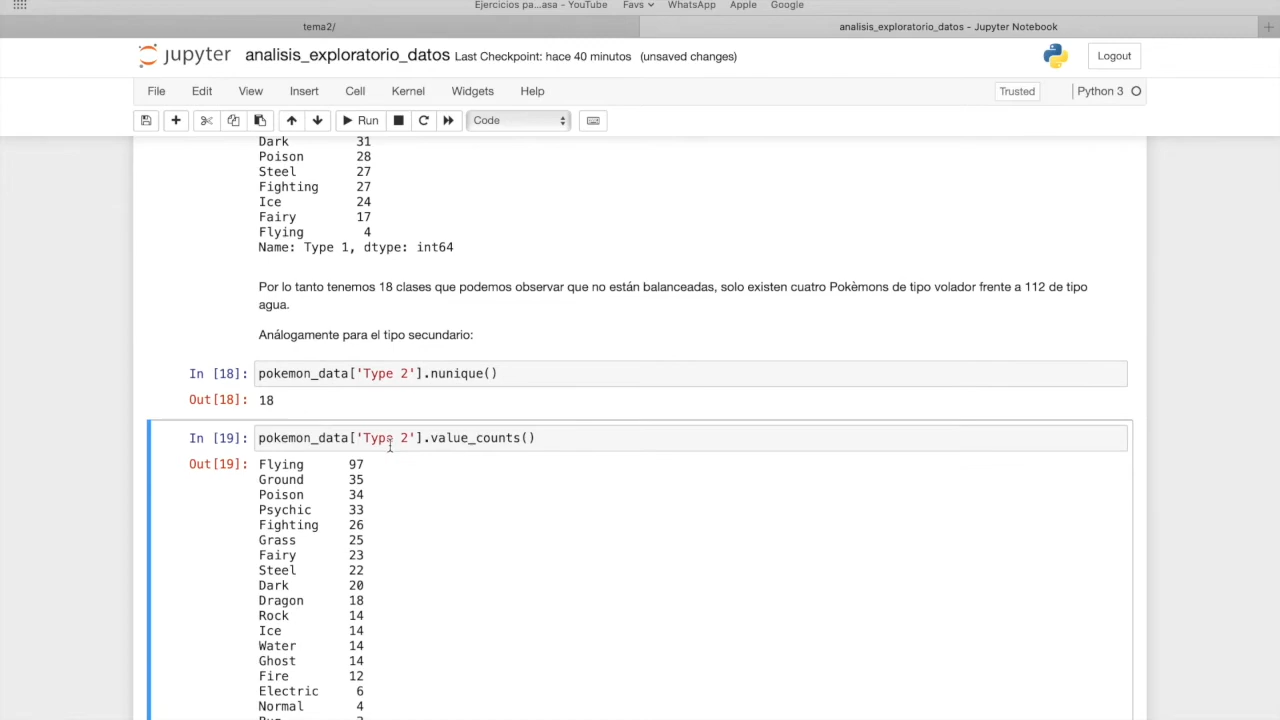 Ejercicios pa...asa - YouTube Favs WhatsApp Apple Google
tema2/ analisis_exploratorio_datos - Jupyter Notebook
jupyter analisis_exploratorio_datos Last Checkpoint: hace 40 minutos (unsaved changes) Logout
File Edit View Insert Cell Kernel Widgets Help Trusted Python 3
Run Code
Dark 31
Poison 28
Steel 27
Fighting 27
Ice 24
Fairy 17
Flying 4
Name: Type 1, dtype: int64
Por lo tanto tenemos 18 clases que podemos observar que no están balanceadas, solo existen cuatro Pokèmons de tipo volador frente a 112 de tipo
agua.
Análogamente para el tipo secundario:
In [18]: pokemon_data['Type 2'].nunique()
Out[18]: 18
In [19]: pokemon_data['Type 2'].value_counts()
Out[19]: Flying 97
Ground 35
Poison 34
Psychic 33
Fighting 26
Grass 25
Fairy 23
Steel 22
Dark 20
Dragon 18
Rock 14
Ice 14
Water 14
Ghost 14
Fire 12
Electric 6
Normal 4